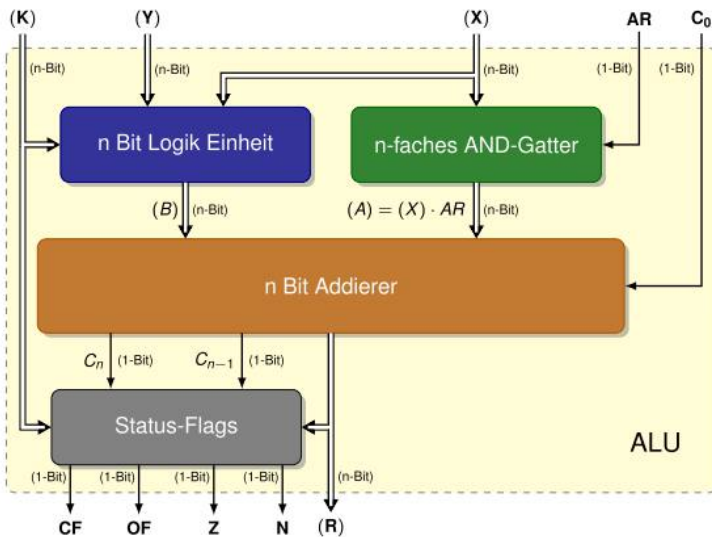 (K) (Y) (X) AR C0
(n-Bit) (n-Bit) (n-Bit) (1-Bit) (1-Bit)
n Bit Logik Einheit n-faches AND-Gatter
(B) (n-Bit) (A) = (X) · AR (n-Bit)
n Bit Addierer
Cn (1-Bit) Cn−1 (1-Bit)
Status-Flags
ALU
(1-Bit) (1-Bit) (1-Bit) (1-Bit) (n-Bit)
CF OF Z N (R)